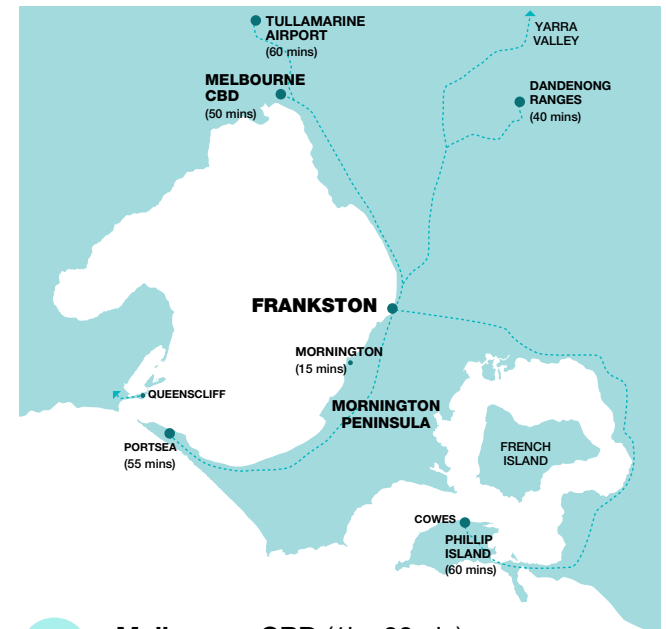 TULLAMARINE
AIRPORT
(60 mins)
YARRA
VALLEY
MELBOURNE
CBD
(50 mins)
DANDENONG
RANGES
(40 mins)
FRANKSTON
MORNINGTON
(15 mins)
QUEENSCLIFF
MORNINGTON
PENINSULA
PORTSEA
(55 mins)
FRENCH
ISLAND
COWES
PHILLIP
ISLAND
(60 mins)